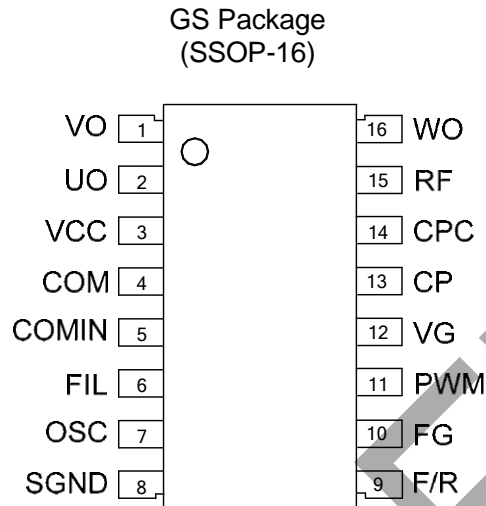 GS Package
(SSOP-16)
VO 1 16 WO
UO 2 15 RF
VCC 3 14 CPC
COM 4 13 CP
COMIN 5 12 VG
FIL 6 11 PWM
OSC 7 10 FG
SGND 8 9 F/R